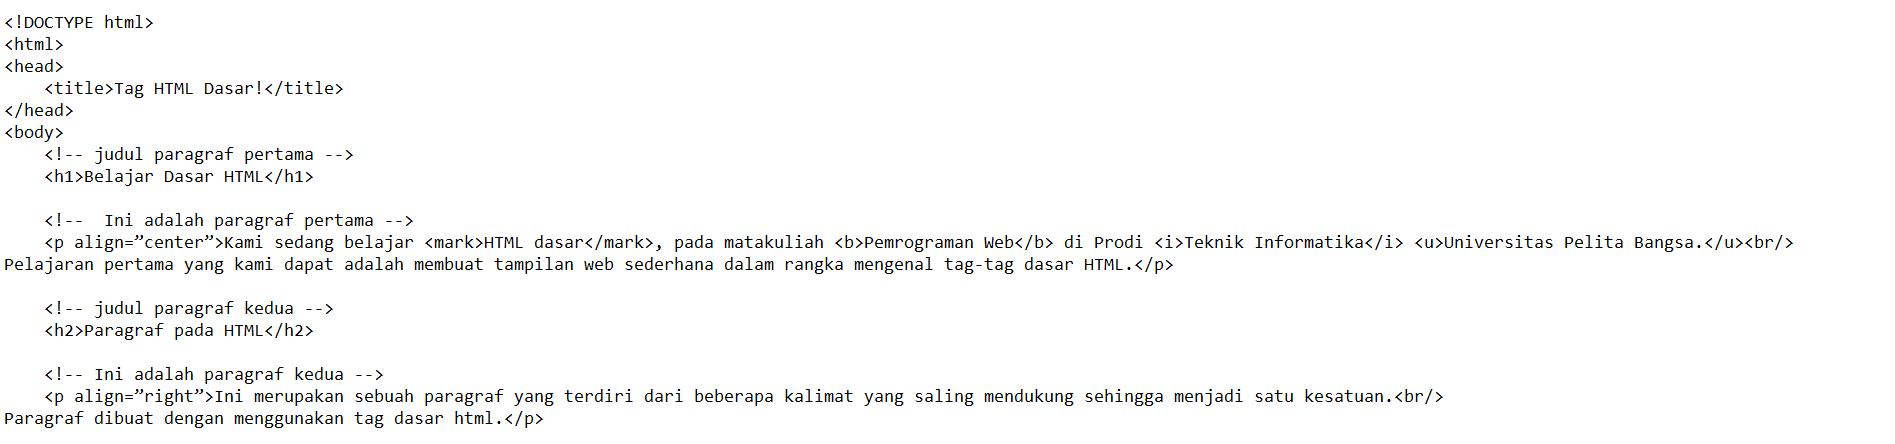 <!DOCTYPE html>
<html>
<head>
    <title>Tag HTML Dasar!</title>
</head>
<body>
    <!-- judul paragraf pertama -->
    <h1>Belajar Dasar HTML</h1>

    <!--  Ini adalah paragraf pertama -->
    <p align=”center”>Kami sedang belajar <mark>HTML dasar</mark>, pada matakuliah <b>Pemrograman Web</b> di Prodi <i>Teknik Informatika</i> <u>Universitas Pelita Bangsa.</u><br/>
Pelajaran pertama yang kami dapat adalah membuat tampilan web sederhana dalam rangka mengenal tag-tag dasar HTML.</p>

    <!-- judul paragraf kedua -->
    <h2>Paragraf pada HTML</h2>

    <!-- Ini adalah paragraf kedua -->
    <p align=”right”>Ini merupakan sebuah paragraf yang terdiri dari beberapa kalimat yang saling mendukung sehingga menjadi satu kesatuan.<br/>
Paragraf dibuat dengan menggunakan tag dasar html.</p>